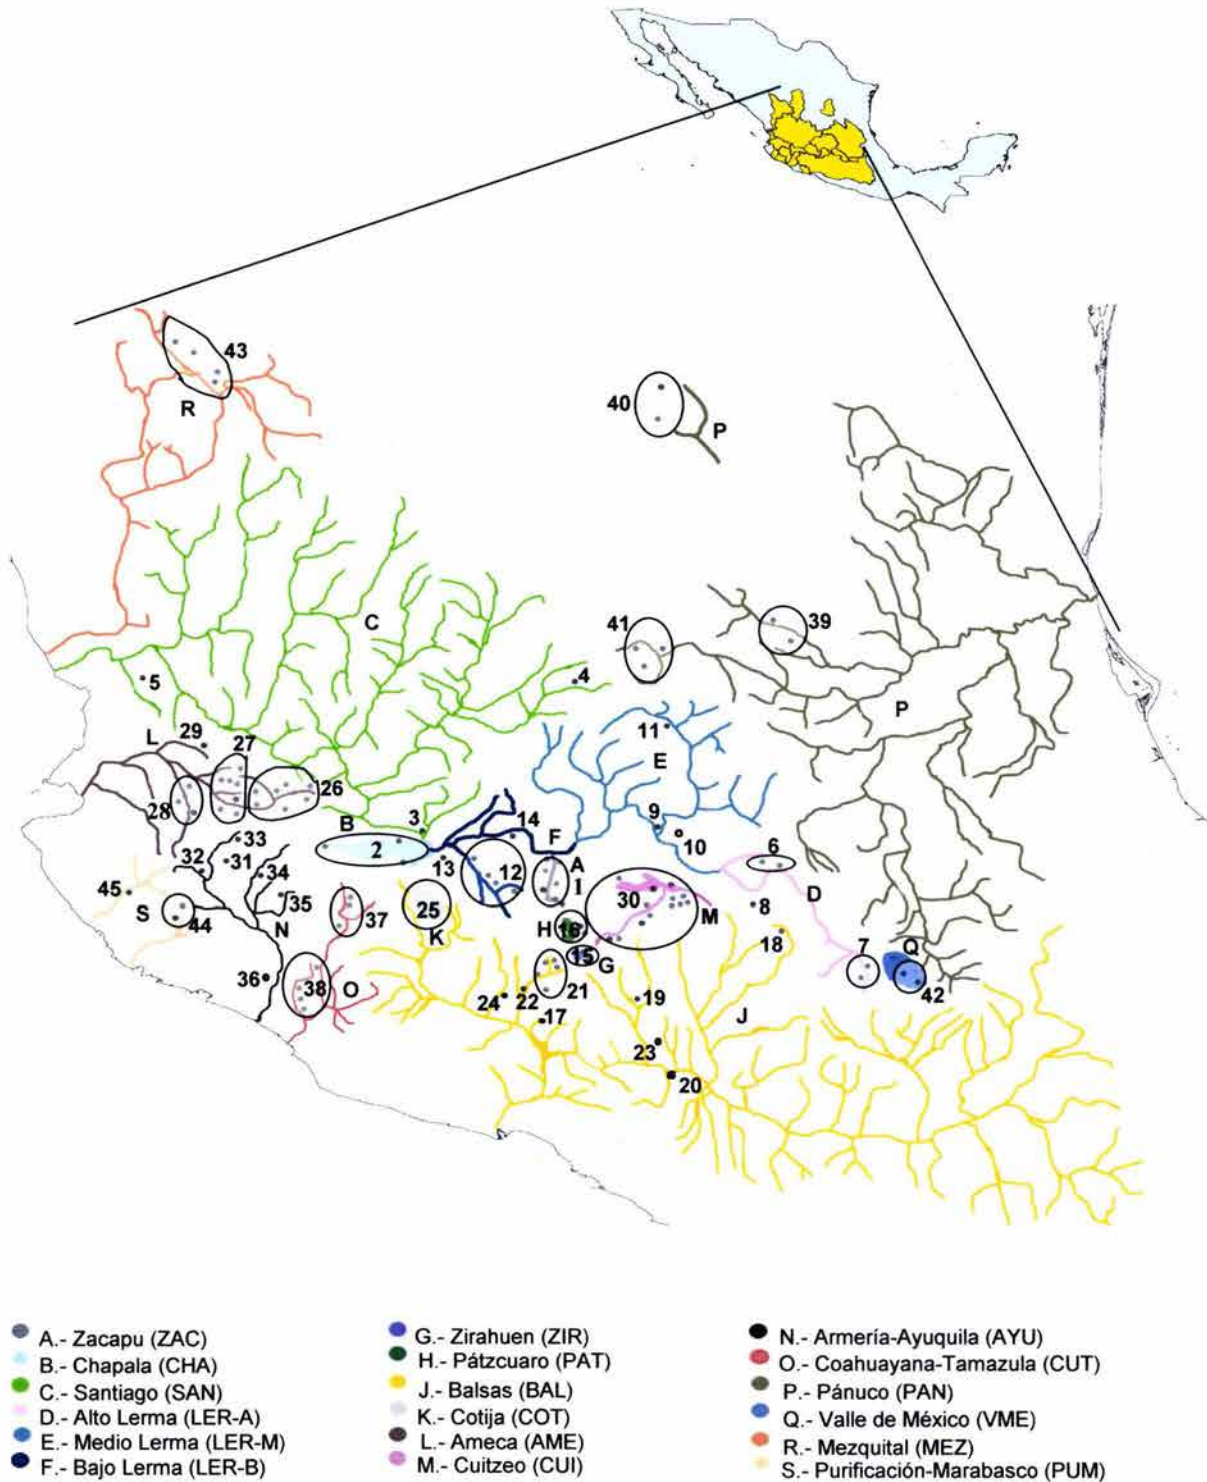 43
R
40
P
C
41
39
5
4
P
L
29
27
11
E
28
26
B
3
14
F
9
10
6
33
2
A
32
31
13
12
I
D
34
30
45
35
25
M
8
S
44
N
37
H
16
18
K
15
G
7
Q
36
38
O
24
22
21
19
42
17
J
23
20
A.- Zacapu (ZAC)
B.- Chapala (CHA)
C.- Santiago (SAN)
D.- Alto Lerma (LER-A)
E.- Medio Lerma (LER-M)
F.- Bajo Lerma (LER-B)
G.- Zirahuen (ZIR)
H.- Pátzcuaro (PAT)
J.- Balsas (BAL)
K.- Cotija (COT)
L.- Ameca (AME)
M.- Cuitzeo (CUI)
N.- Armería-Ayuquila (AYU)
O.- Coahuayana-Tamazula (CUT)
P.- Pánuco (PAN)
Q.- Valle de México (VME)
R.- Mezquital (MEZ)
S.- Purificación-Marabasco (PUM)